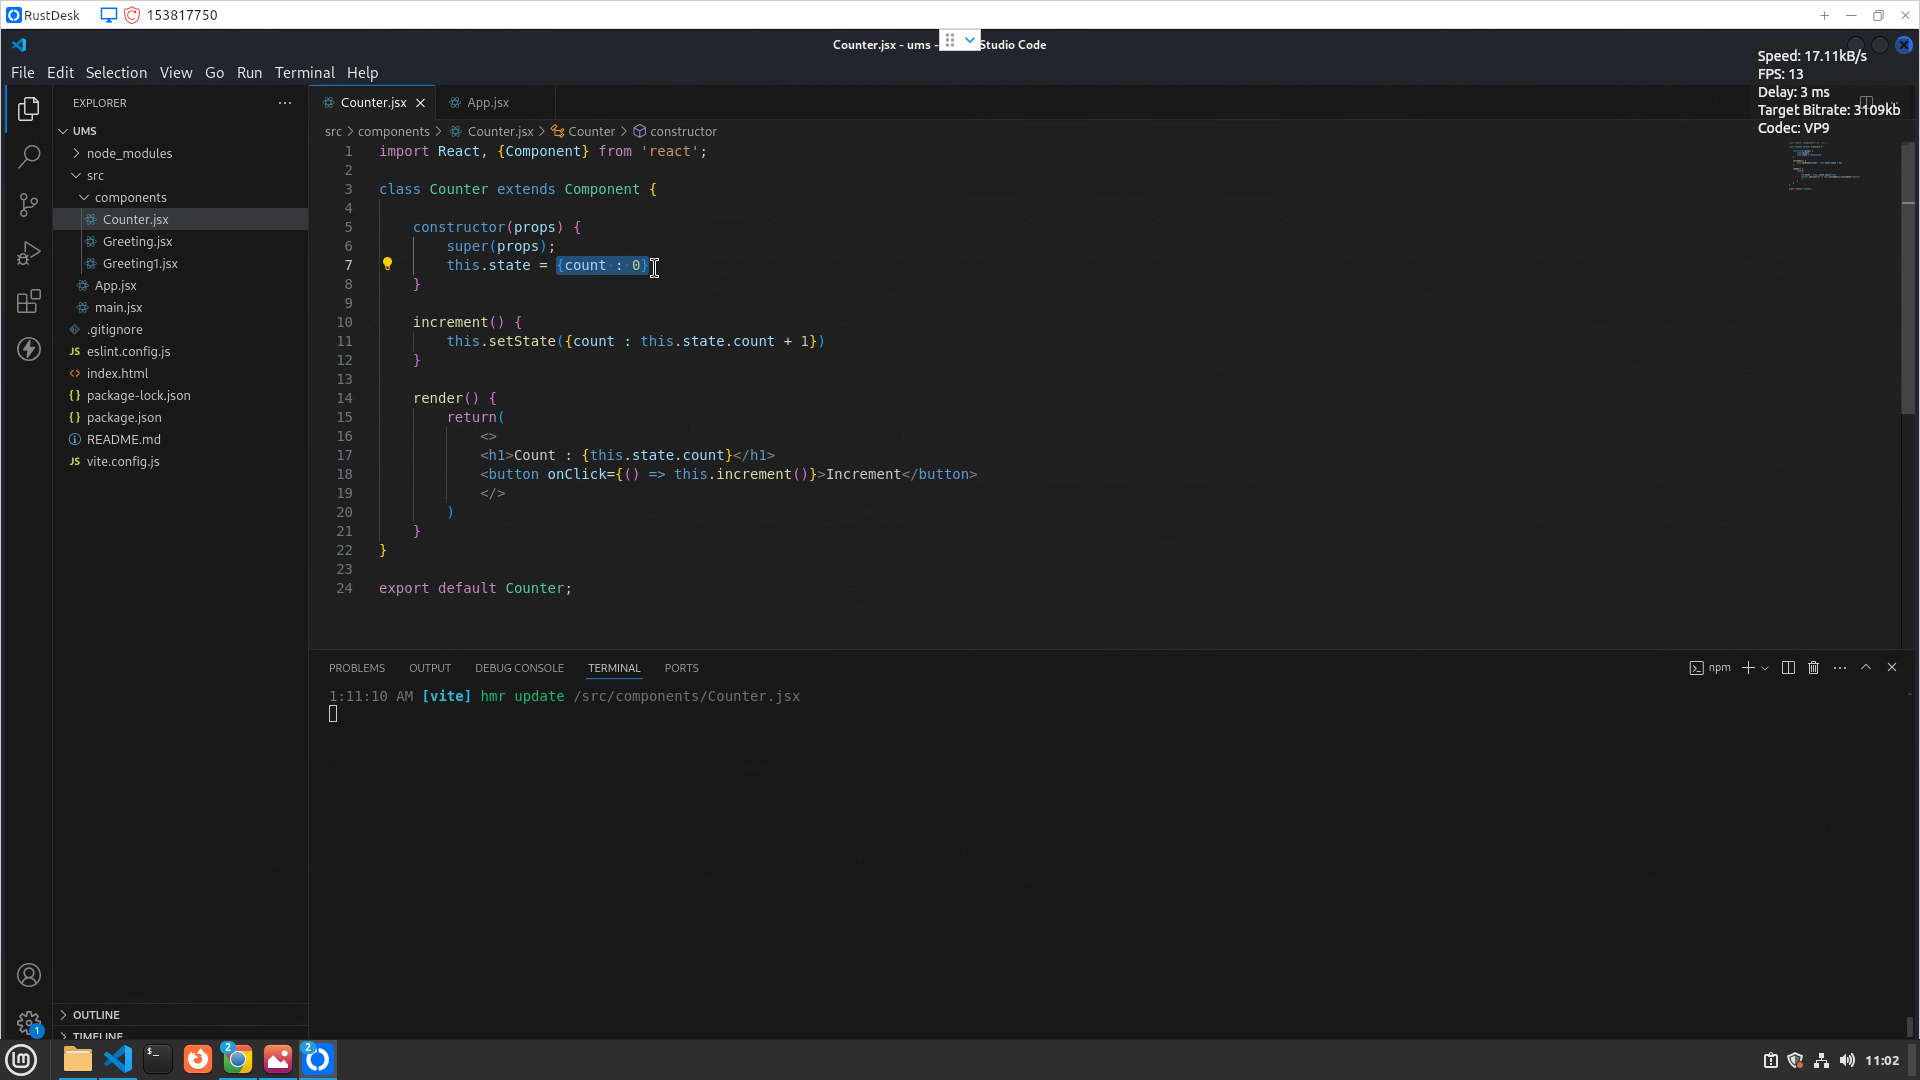 RustDesk 153817750
Counter.jsx - ums - Studio Code
File Edit Selection View Go Run Terminal Help
Speed: 17.11kB/s
FPS: 13
Delay: 3 ms
Target Bitrate: 3109kb
Codec: VP9
EXPLORER
UMS
node_modules
src
components
Counter.jsx
Greeting.jsx
Greeting1.jsx
App.jsx
main.jsx
.gitignore
JS eslint.config.js
<> index.html
{} package-lock.json
{} package.json
README.md
JS vite.config.js
OUTLINE
TIMELINE
Counter.jsx App.jsx
src > components > Counter.jsx > Counter > constructor
1 import React, {Component} from 'react';
2
3 class Counter extends Component {
4
5 constructor(props) {
6 super(props);
7 this.state = {count : 0}
8 }
9
10 increment() {
11 this.setState({count : this.state.count + 1})
12 }
13
14 render() {
15 return(
16 <>
17 <h1>Count : {this.state.count}</h1>
18 <button onClick={() => this.increment()}>Increment</button>
19 </>
20 )
21 }
22 }
23
24 export default Counter;
PROBLEMS OUTPUT DEBUG CONSOLE TERMINAL PORTS
npm
1:11:10 AM [vite] hmr update /src/components/Counter.jsx
1
2
2
11:02